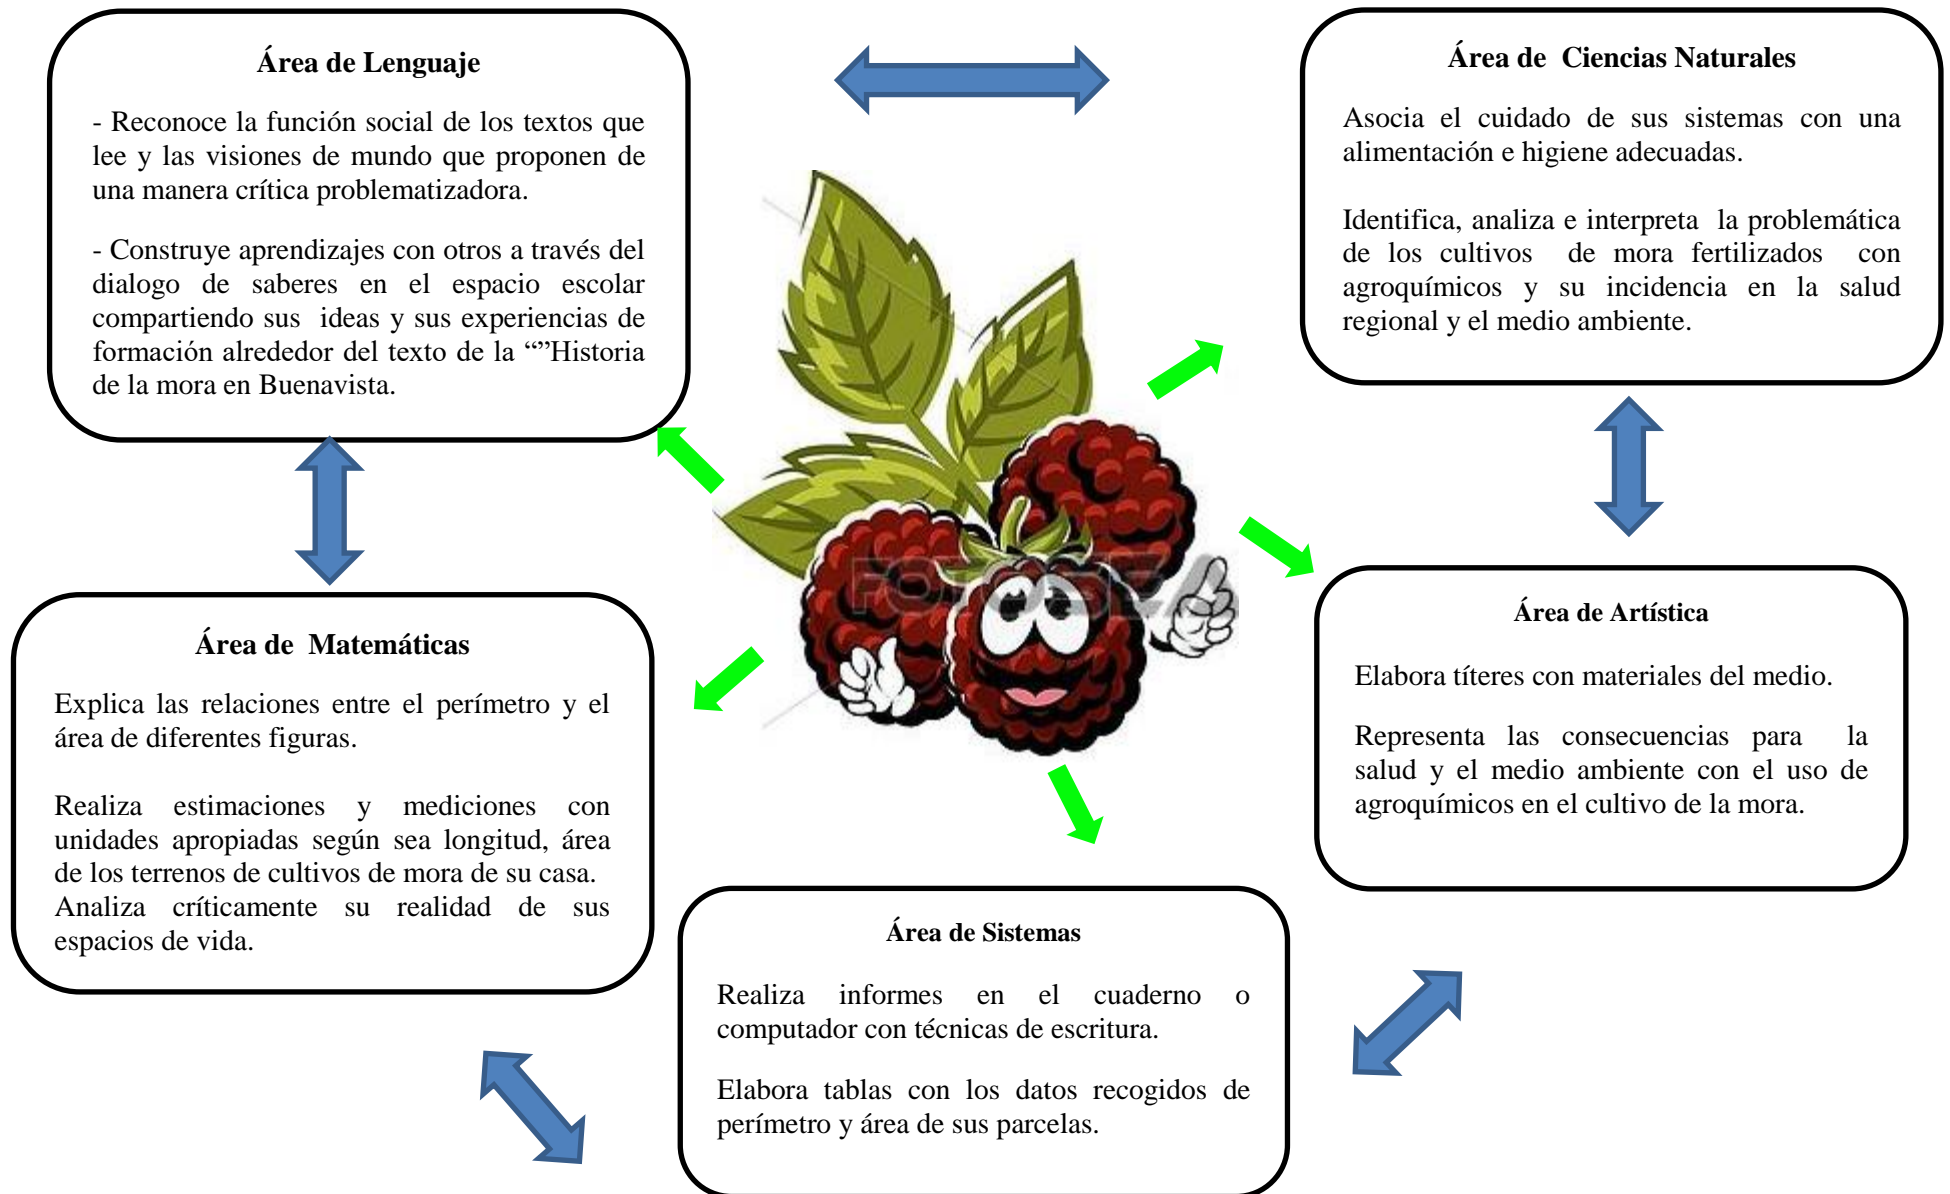 Área de Lenguaje
- Reconoce la función social de los textos que
lee y las visiones de mundo que proponen de
una manera crítica problematizadora.
- Construye aprendizajes con otros a través del
dialogo de saberes en el espacio escolar
compartiendo sus ideas y sus experiencias de
formación alrededor del texto de la “”Historia
de la mora en Buenavista.
Área de Ciencias Naturales
Asocia el cuidado de sus sistemas con una
alimentación e higiene adecuadas.
Identifica, analiza e interpreta la problemática
de los cultivos de mora fertilizados con
agroquímicos y su incidencia en la salud
regional y el medio ambiente.
Área de Matemáticas
Explica las relaciones entre el perímetro y el
área de diferentes figuras.
Realiza estimaciones y mediciones con
unidades apropiadas según sea longitud, área
de los terrenos de cultivos de mora de su casa.
Analiza críticamente su realidad de sus
espacios de vida.
Área de Artística
Elabora títeres con materiales del medio.
Representa las consecuencias para la
salud y el medio ambiente con el uso de
agroquímicos en el cultivo de la mora.
Área de Sistemas
Realiza informes en el cuaderno o
computador con técnicas de escritura.
Elabora tablas con los datos recogidos de
perímetro y área de sus parcelas.